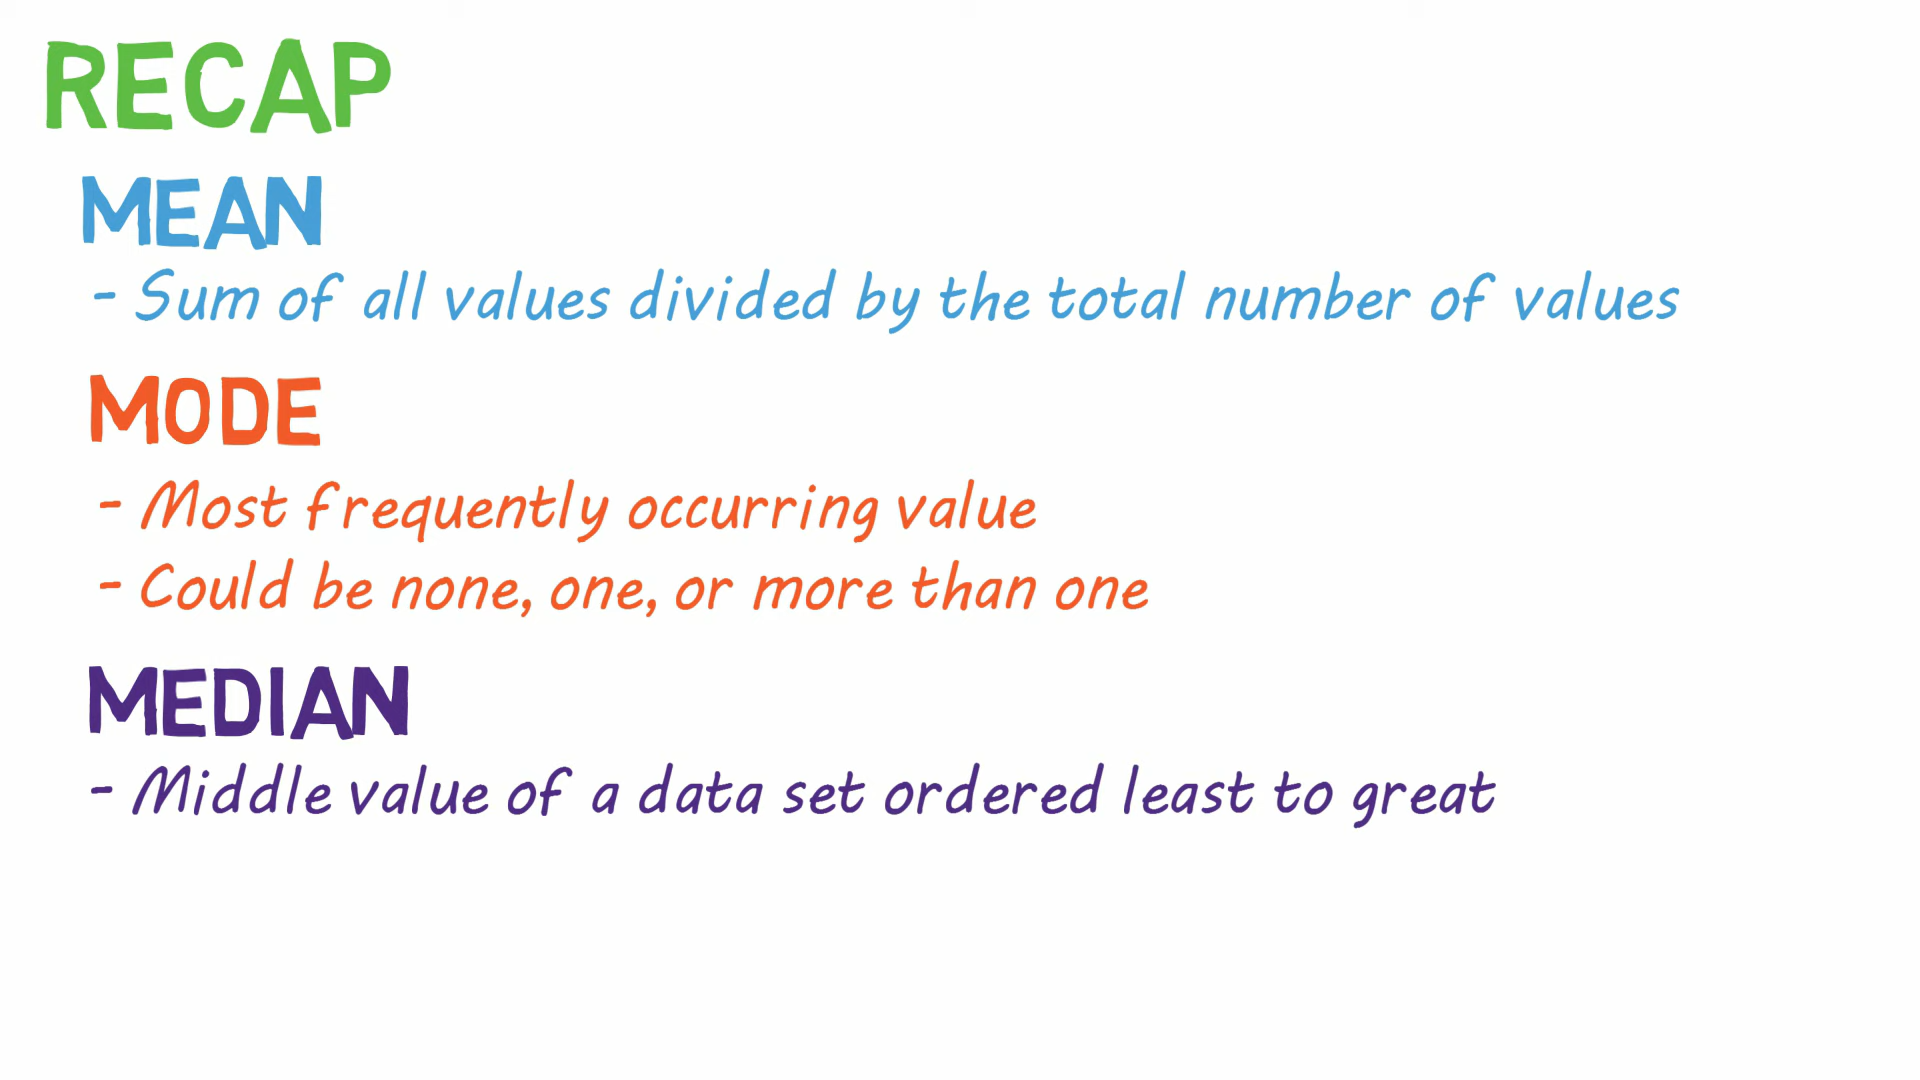 RECAP
MEAN
- Sum of all values divided by the total number of values
MODE
- Most frequently occurring value
- Could be none, one, or more than one
MEDIAN
- Middle value of a data set ordered least to great